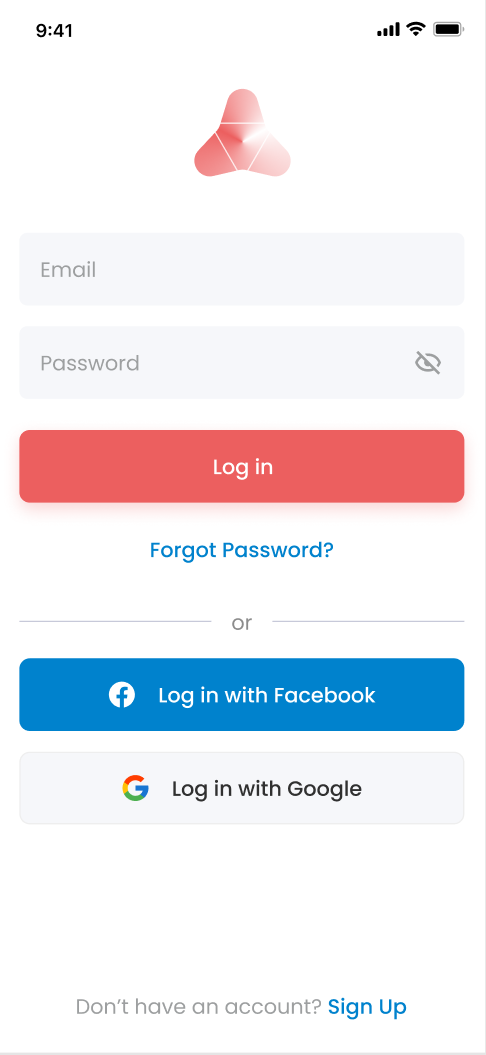 9:41
Email
Password
Log in
Forgot Password?
or
Log in with Facebook
Log in with Google
Don’t have an account? Sign Up